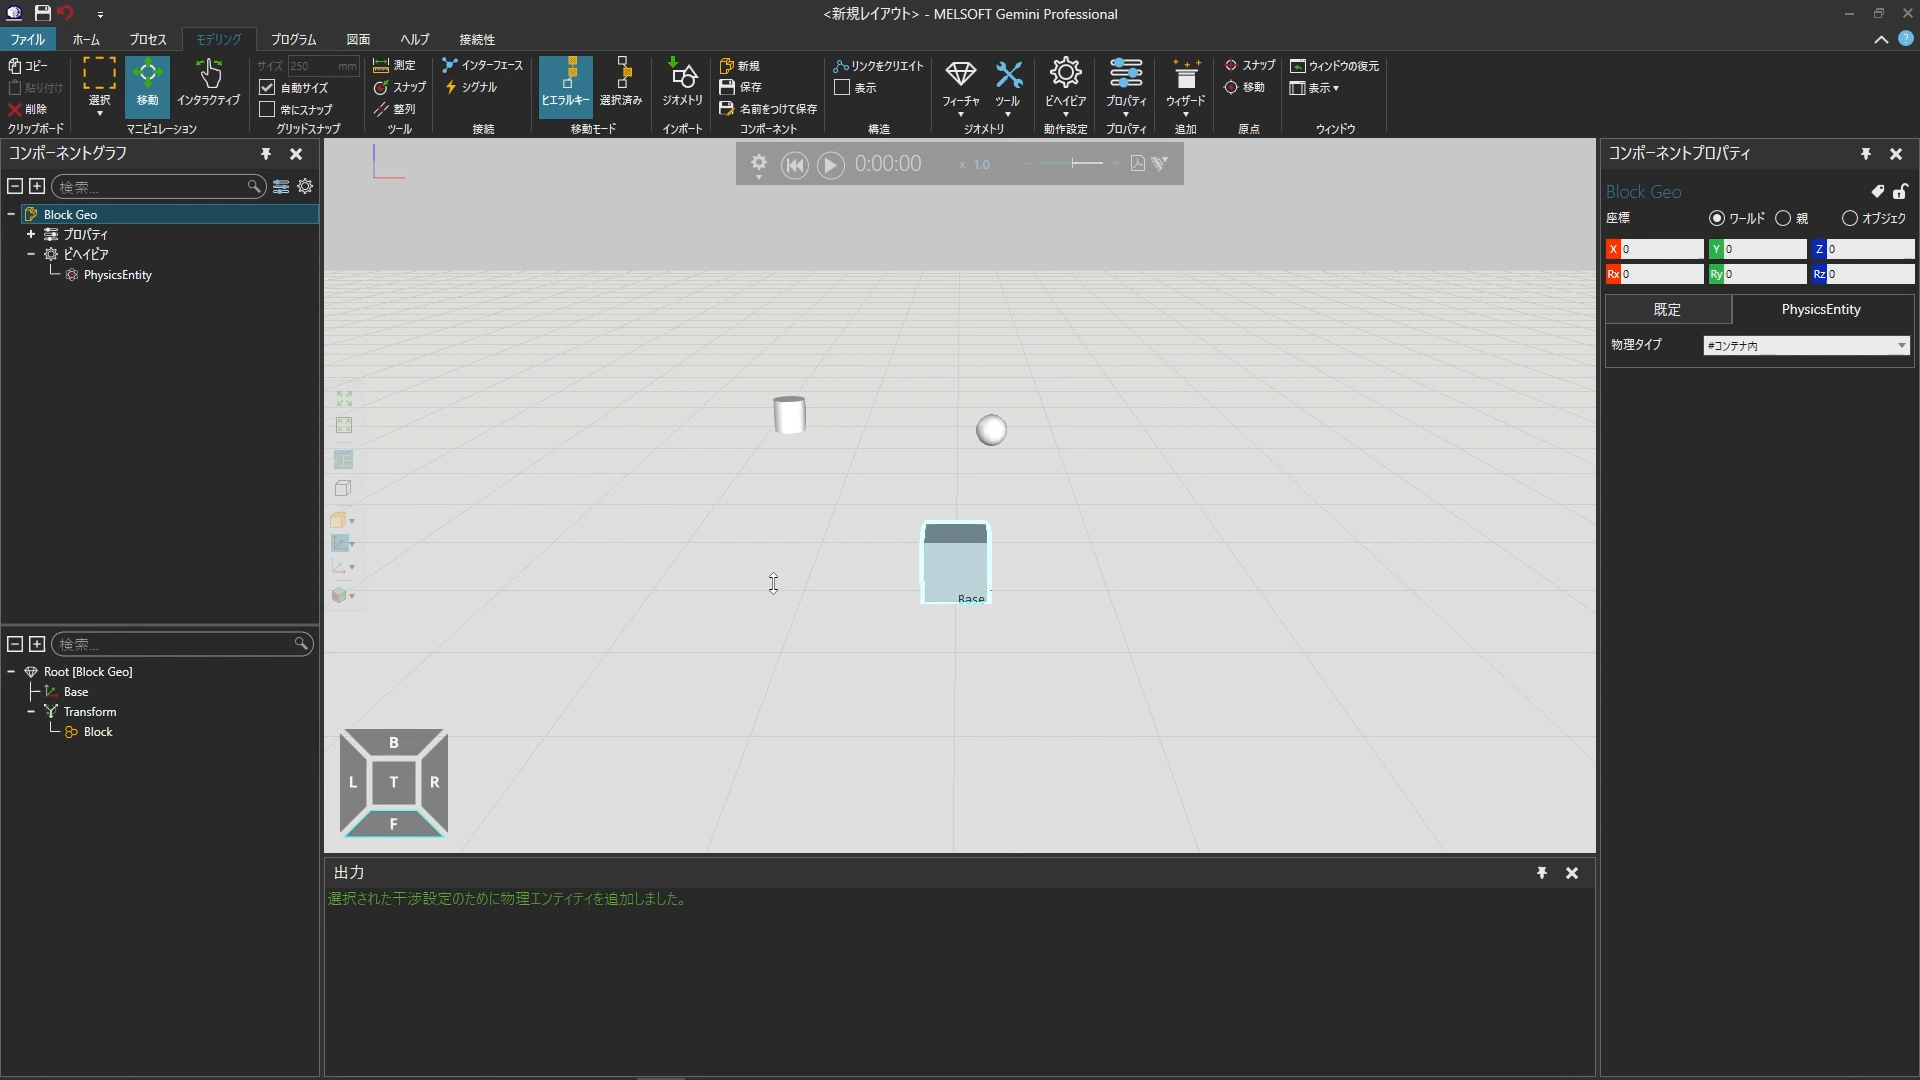 <新規レイアウト> - MELSOFT Gemini Professional
ファイル ホーム プロセス モデリング プログラム 図面 ヘルプ 接続性
コピー
貼り付け
削除
クリップボード
選択
移動
インタラクティブ
マニピュレーション
サイズ 250 mm
自動サイズ
常にスナップ
グリッドスナップ
測定
スナップ
整列
ツール
インターフェース
シグナル
接続
ヒエラルキー
選択済み
移動モード
ジオメトリ
インポート
新規
保存
名前をつけて保存
コンポーネント
リンクをクリエイト
表示
構造
フィーチャ
ツール
ジオメトリ
ビヘイビア
動作設定
プロパティ
プロパティ
ウィザード
追加
スナップ
移動
原点
ウィンドウの復元
表示
ウィンドウ
コンポーネントグラフ
検索...
Block Geo
プロパティ
ビヘイビア
PhysicsEntity
検索...
Root [Block Geo]
Base
Transform
Block
0:00:00 x 1.0
Base
B
L T R
F
出力
選択された干渉設定のために物理エンティティを追加しました。
コンポーネントプロパティ
Block Geo
座標 ワールド 親 オブジェク
X 0 Y 0 Z 0
Rx 0 Ry 0 Rz 0
既定 PhysicsEntity
物理タイプ #コンテナ内